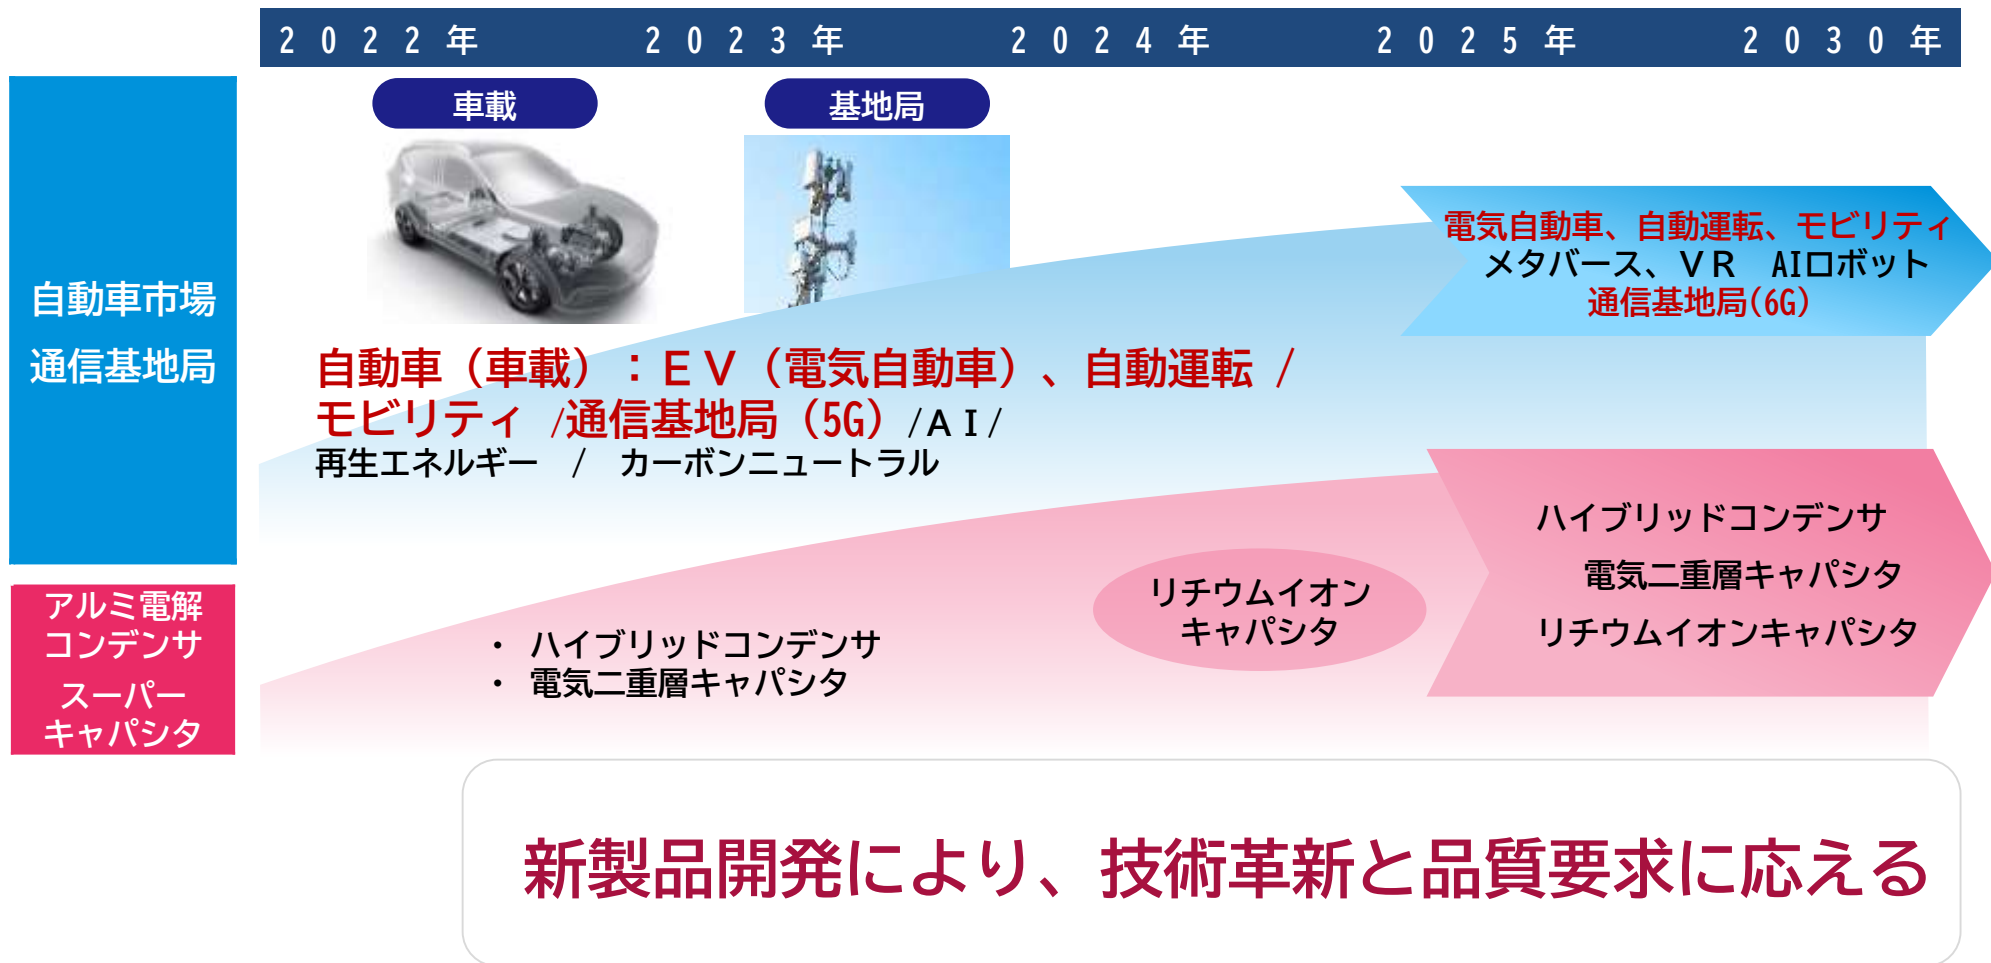 2022年 2023年 2024年 2025年 2030年
車載
基地局
自動車市場
通信基地局
電気自動車、自動運転、モビリティ
メタバース、ＶＲ　AIロボット
通信基地局(6G)
自動車（車載）：ＥＶ（電気自動車）、自動運転 /
モビリティ /通信基地局（5G）/ＡＩ/
再生エネルギー　/　カーボンニュートラル
アルミ電解
コンデンサ
スーパー
キャパシタ
・ ハイブリッドコンデンサ
・ 電気二重層キャパシタ
リチウムイオン
キャパシタ
ハイブリッドコンデンサ
電気二重層キャパシタ
リチウムイオンキャパシタ
新製品開発により、技術革新と品質要求に応える